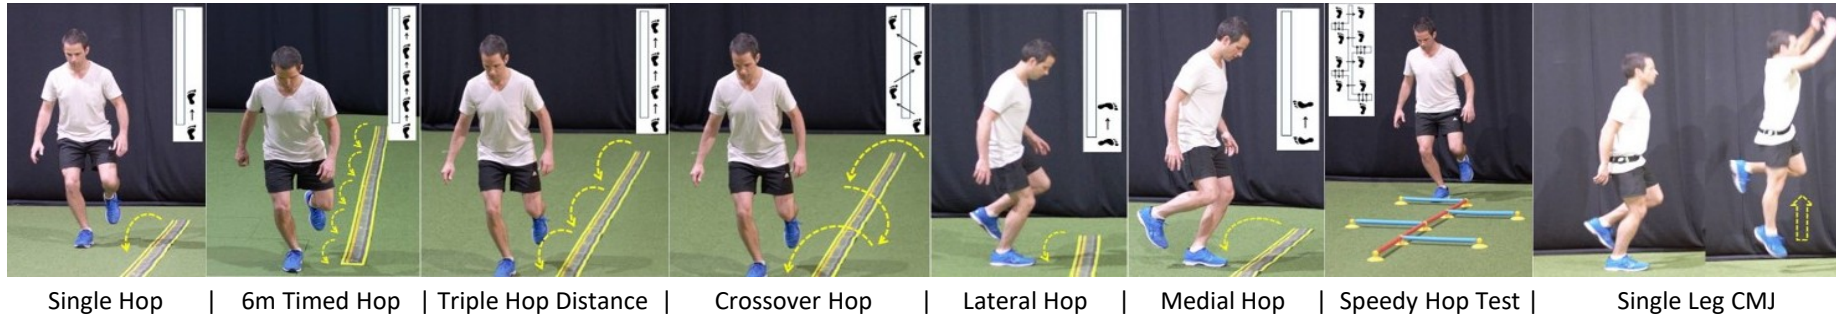 Single Hop | 6m Timed Hop | Triple Hop Distance | Crossover Hop | Lateral Hop | Medial Hop | Speedy Hop Test | Single Leg CMJ